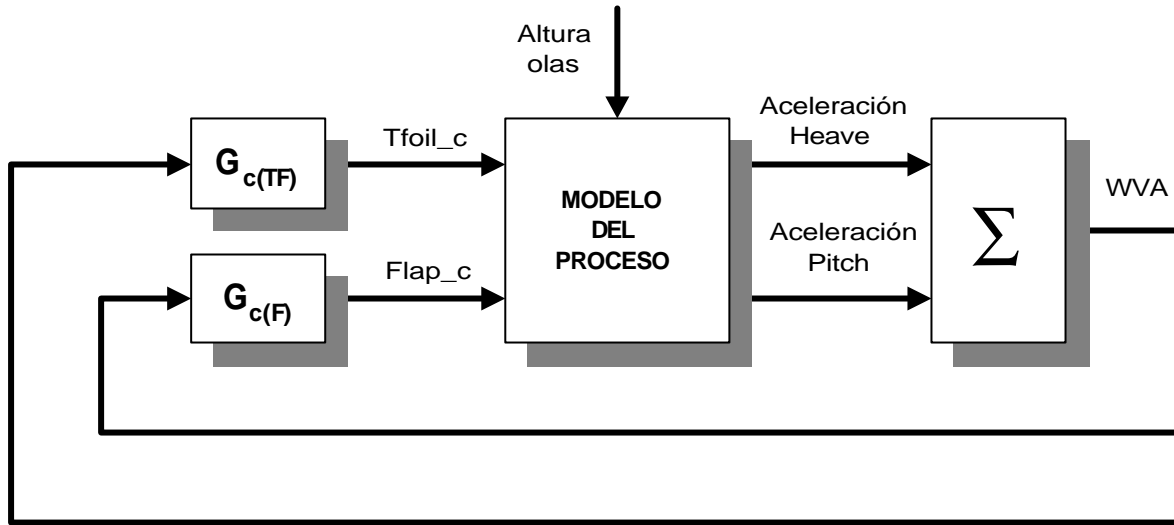 Altura
olas
Tfoil_c
Aceleración
Heave
G c(TF)
MODELO
DEL
PROCESO
Σ
WVA
Flap_c
Aceleración
Pitch
G c(F)